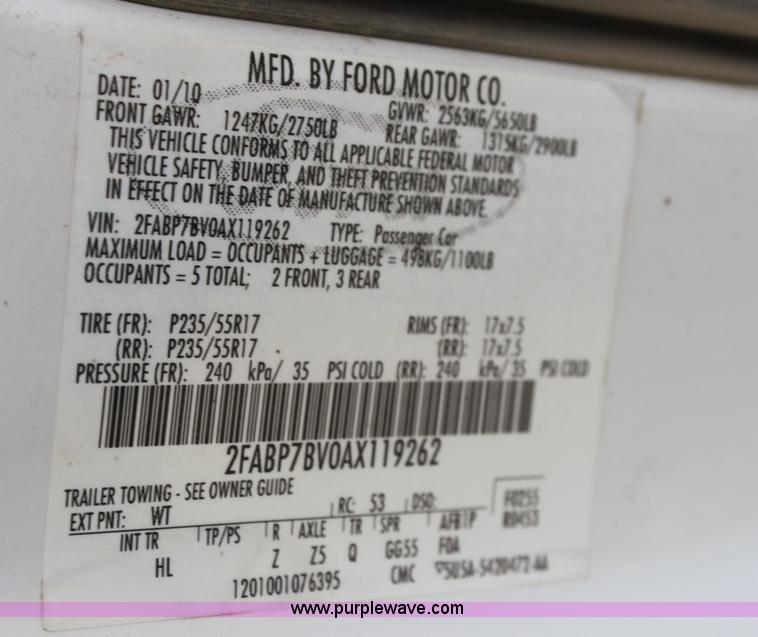 MFD. BY FORD MOTOR CO.
DATE: 01/10 GVWR: 2563KG/5650LB
FRONT GAWR: 1247KG/2750LB REAR GAWR: 1315KG/2900LB
THIS VEHICLE CONFORMS TO ALL APPLICABLE FEDERAL MOTOR
VEHICLE SAFETY, BUMPER, AND THEFT PREVENTION STANDARDS
IN EFFECT ON THE DATE OF MANUFACTURE SHOWN ABOVE.
VIN: 2FABP7BV0AX119262 TYPE: Passenger Car
MAXIMUM LOAD = OCCUPANTS + LUGGAGE = 498KG/1100LB
OCCUPANTS = 5 TOTAL; 2 FRONT, 3 REAR
TIRE (FR): P235/55R17 RIMS (FR): 17x7.5
(RR): P235/55R17 (RR): 17x7.5
PRESSURE (FR): 240 kPa/ 35 PSI COLD (RR): 240 kPa/ 35 PSI COLD
2FABP7BV0AX119262
TRAILER TOWING - SEE OWNER GUIDE
EXT PNT: WT RC: 53 DSO: F0255
R0453
INT TR TP/PS R AXLE TR SPR AFB1P
HL Z Z5 Q GG55 F0A
1201001076395 CMC 5U5A-5420472-AA
www.purplewave.com